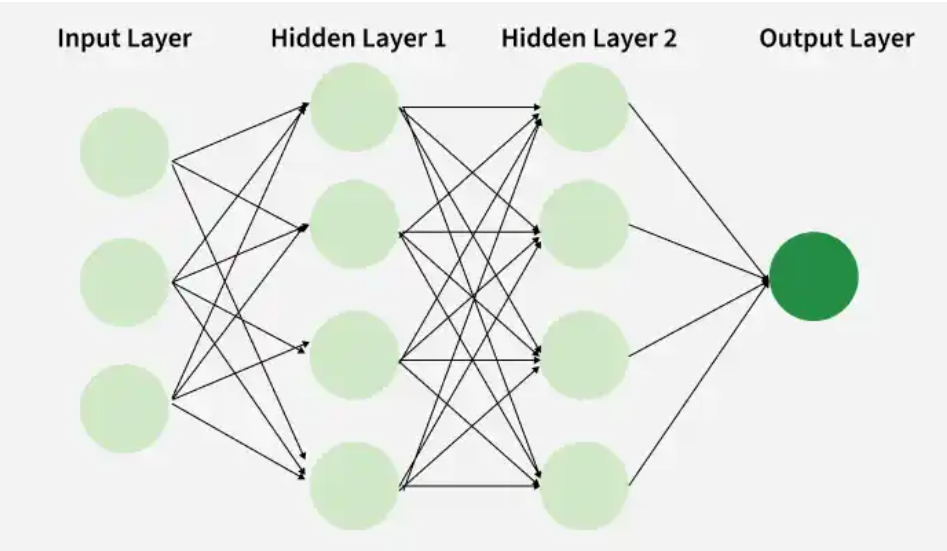 Input Layer
Hidden Layer 1
Hidden Layer 2
Output Layer